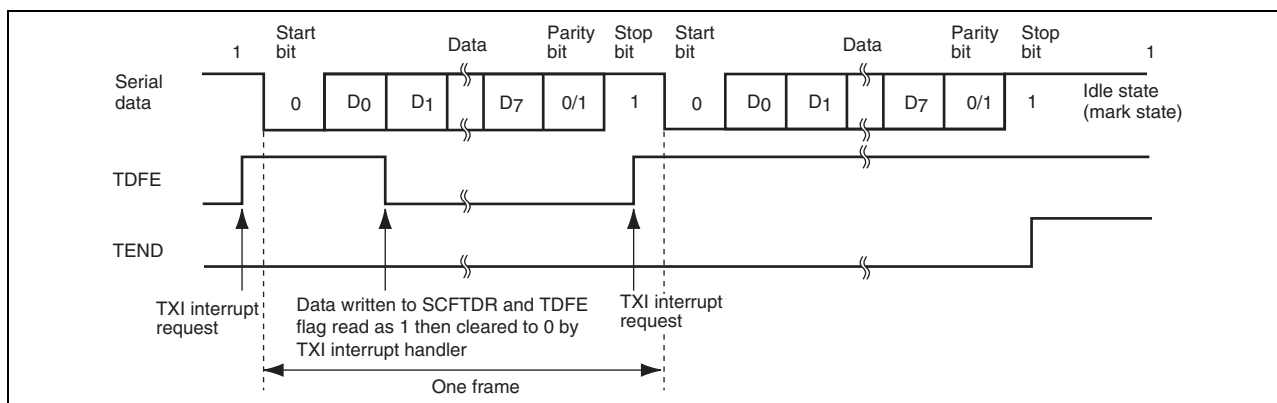 Start Parity Stop Start Parity Stop
1 bit Data bit bit bit Data bit bit 1
Serial
data
0 D0 D1 D7 0/1 1 0 D0 D1 D7 0/1 1 Idle state
(mark state)
TDFE
TEND
TXI interrupt
request
Data written to SCFTDR and TDFE
flag read as 1 then cleared to 0 by
TXI interrupt handler
TXI interrupt
request
One frame